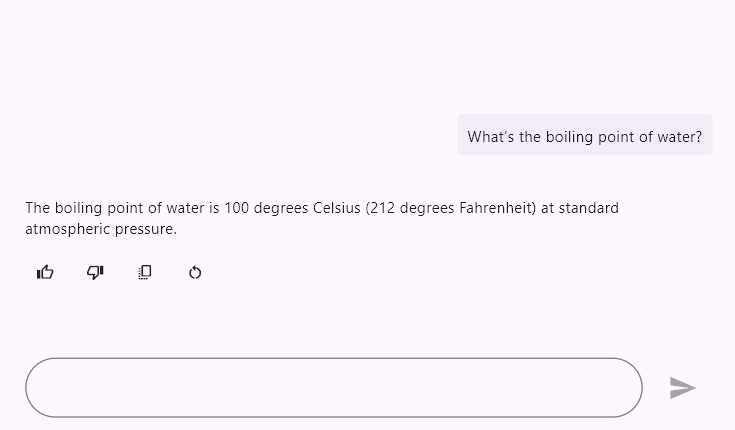 What's the boiling point of water?
The boiling point of water is 100 degrees Celsius (212 degrees Fahrenheit) at standard
atmospheric pressure.